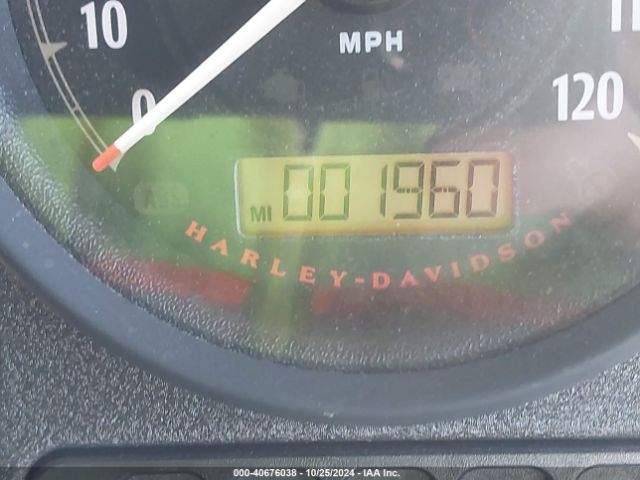 10
MPH
0
120
MI 001960
HARLEY-DAVIDSON
000-40676038 - 10/25/2024 - IAA Inc.